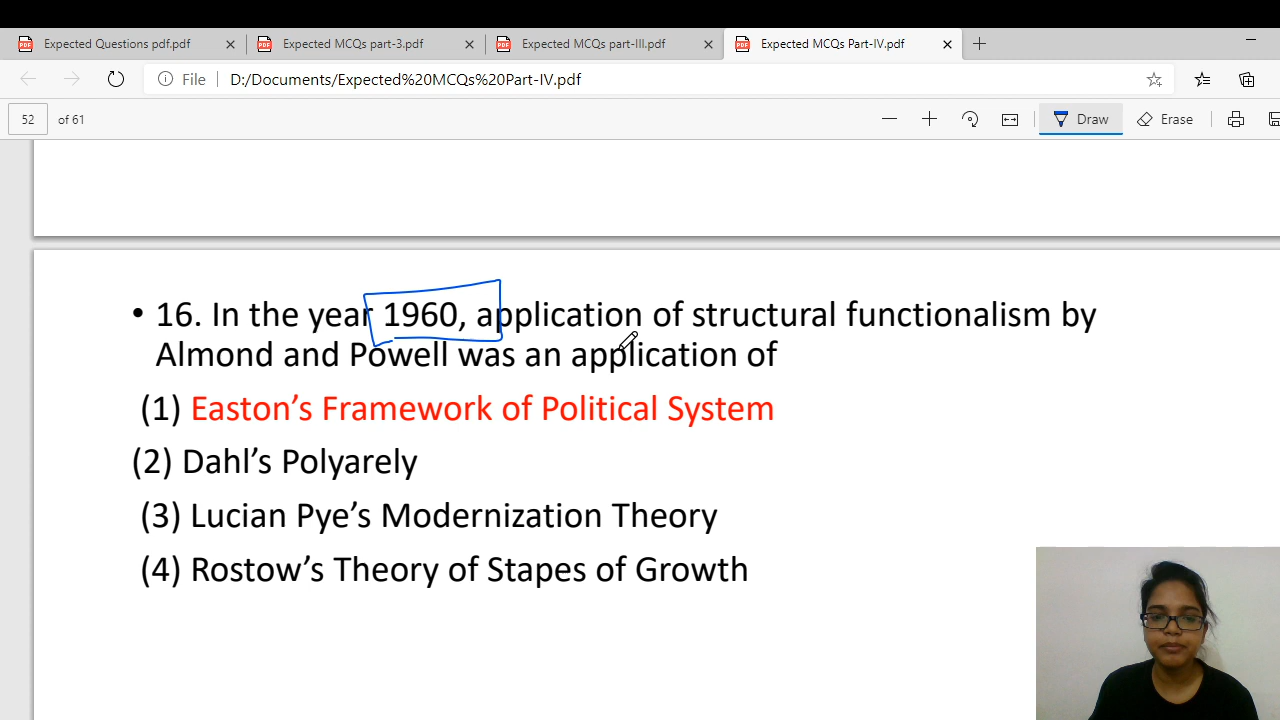 Expected Questions pdf.pdf
Expected MCQs part-3.pdf
Expected MCQs part-III.pdf
Expected MCQs Part-IV.pdf
File
D:/Documents/Expected%20MCQs%20Part-IV.pdf
52 of 61
Draw
Erase
• 16. In the year 1960, application of structural functionalism by
Almond and Powell was an application of
(1) Easton’s Framework of Political System
(2) Dahl’s Polyarely
(3) Lucian Pye’s Modernization Theory
(4) Rostow’s Theory of Stapes of Growth